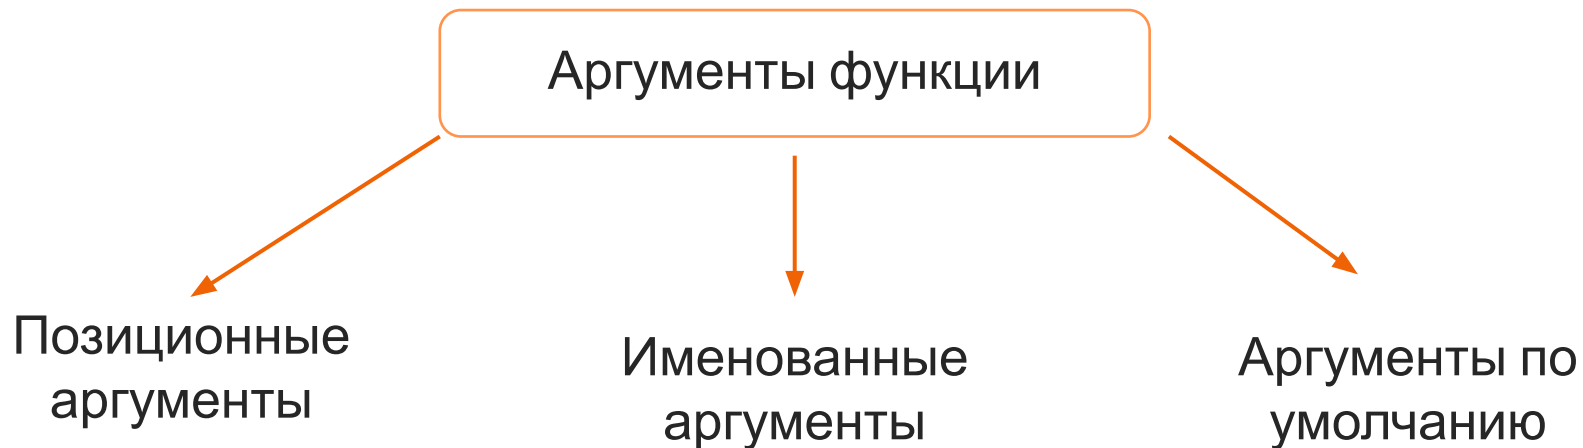 Аргументы функции
Позиционные
аргументы
Именованные
аргументы
Аргументы по
умолчанию